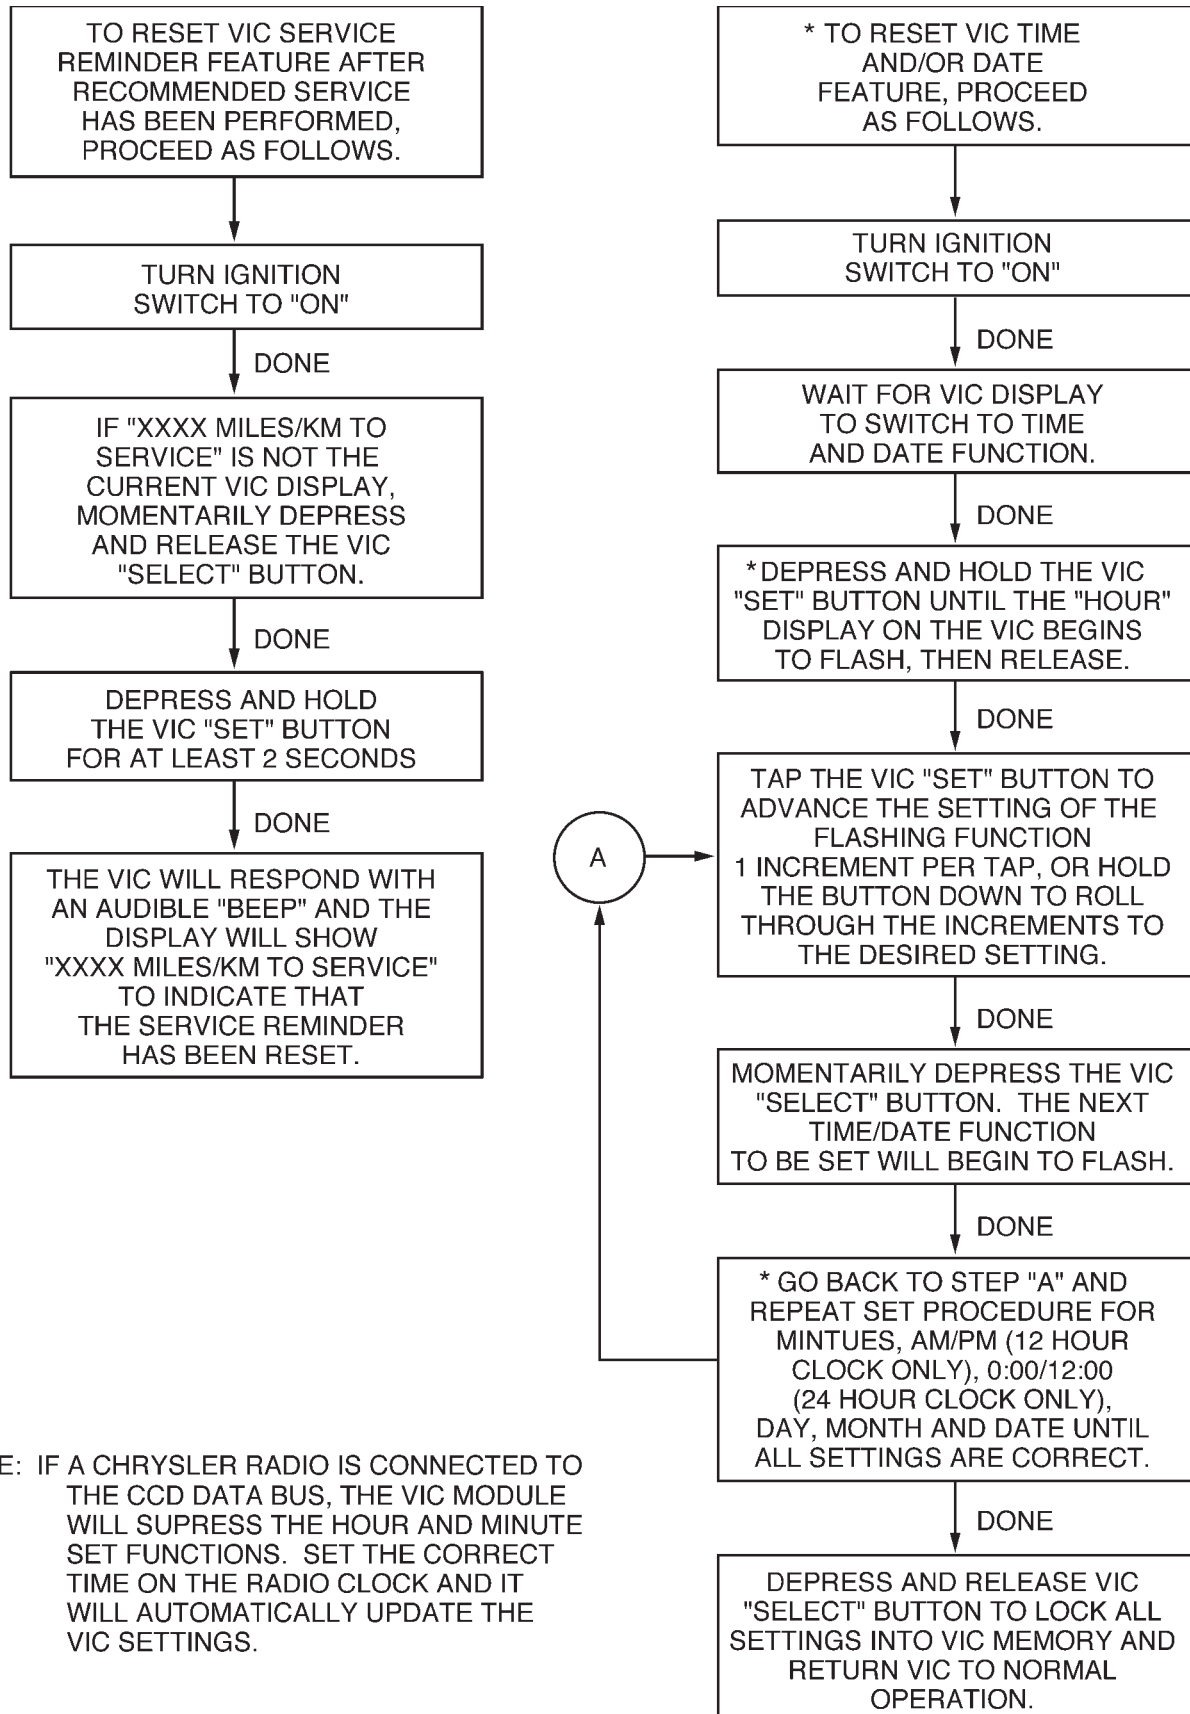 TO RESET VIC SERVICE
REMINDER FEATURE AFTER
RECOMMENDED SERVICE
HAS BEEN PERFORMED,
PROCEED AS FOLLOWS.
TURN IGNITION
SWITCH TO "ON"
DONE
IF "XXXX MILES/KM TO
SERVICE" IS NOT THE
CURRENT VIC DISPLAY,
MOMENTARILY DEPRESS
AND RELEASE THE VIC
"SELECT" BUTTON.
DONE
DEPRESS AND HOLD
THE VIC "SET" BUTTON
FOR AT LEAST 2 SECONDS
DONE
THE VIC WILL RESPOND WITH
AN AUDIBLE "BEEP" AND THE
DISPLAY WILL SHOW
"XXXX MILES/KM TO SERVICE"
TO INDICATE THAT
THE SERVICE REMINDER
HAS BEEN RESET.
* TO RESET VIC TIME
AND/OR DATE
FEATURE, PROCEED
AS FOLLOWS.
TURN IGNITION
SWITCH TO "ON"
DONE
WAIT FOR VIC DISPLAY
TO SWITCH TO TIME
AND DATE FUNCTION.
DONE
* DEPRESS AND HOLD THE VIC
"SET" BUTTON UNTIL THE "HOUR"
DISPLAY ON THE VIC BEGINS
TO FLASH, THEN RELEASE.
DONE
A
TAP THE VIC "SET" BUTTON TO
ADVANCE THE SETTING OF THE
FLASHING FUNCTION
1 INCREMENT PER TAP, OR HOLD
THE BUTTON DOWN TO ROLL
THROUGH THE INCREMENTS TO
THE DESIRED SETTING.
DONE
MOMENTARILY DEPRESS THE VIC
"SELECT" BUTTON. THE NEXT
TIME/DATE FUNCTION
TO BE SET WILL BEGIN TO FLASH.
DONE
* GO BACK TO STEP "A" AND
REPEAT SET PROCEDURE FOR
MINTUES, AM/PM (12 HOUR
CLOCK ONLY), 0:00/12:00
(24 HOUR CLOCK ONLY),
DAY, MONTH AND DATE UNTIL
ALL SETTINGS ARE CORRECT.
DONE
DEPRESS AND RELEASE VIC
"SELECT" BUTTON TO LOCK ALL
SETTINGS INTO VIC MEMORY AND
RETURN VIC TO NORMAL
OPERATION.
E: IF A CHRYSLER RADIO IS CONNECTED TO
THE CCD DATA BUS, THE VIC MODULE
WILL SUPRESS THE HOUR AND MINUTE
SET FUNCTIONS. SET THE CORRECT
TIME ON THE RADIO CLOCK AND IT
WILL AUTOMATICALLY UPDATE THE
VIC SETTINGS.